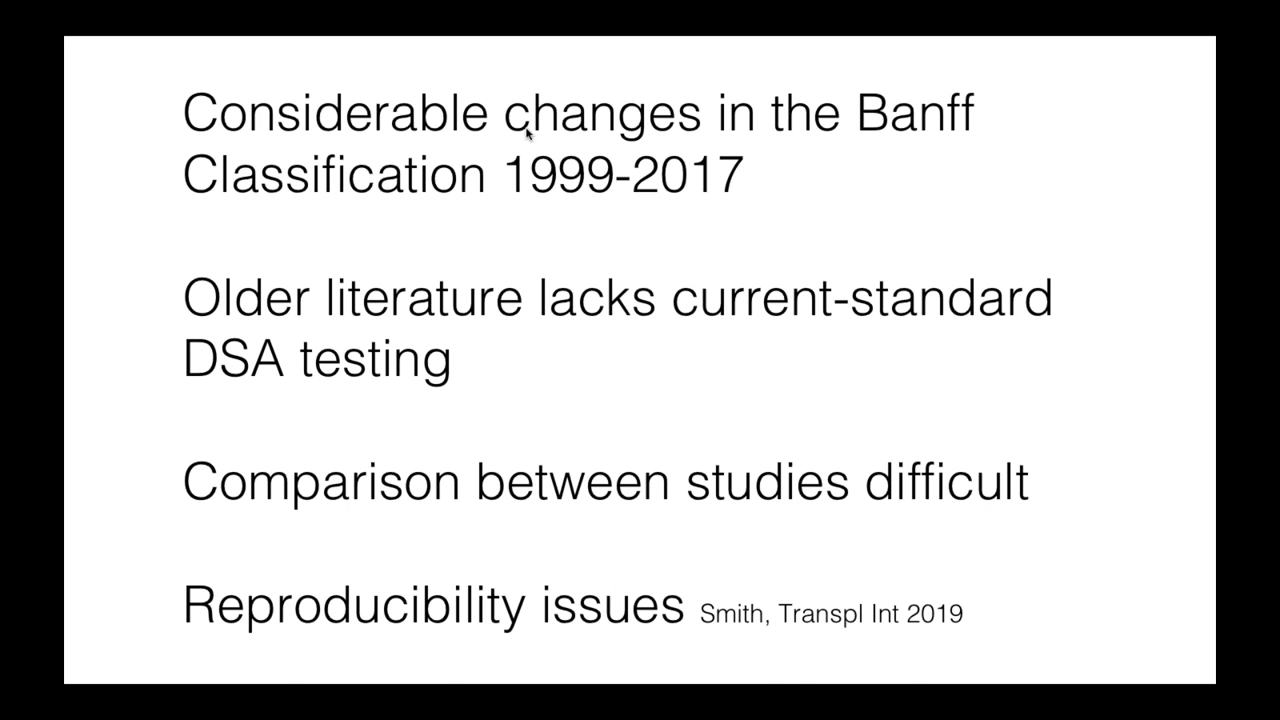 Considerable changes in the Banff
Classification 1999-2017
Older literature lacks current-standard
DSA testing
Comparison between studies difficult
Reproducibility issues Smith, Transpl Int 2019